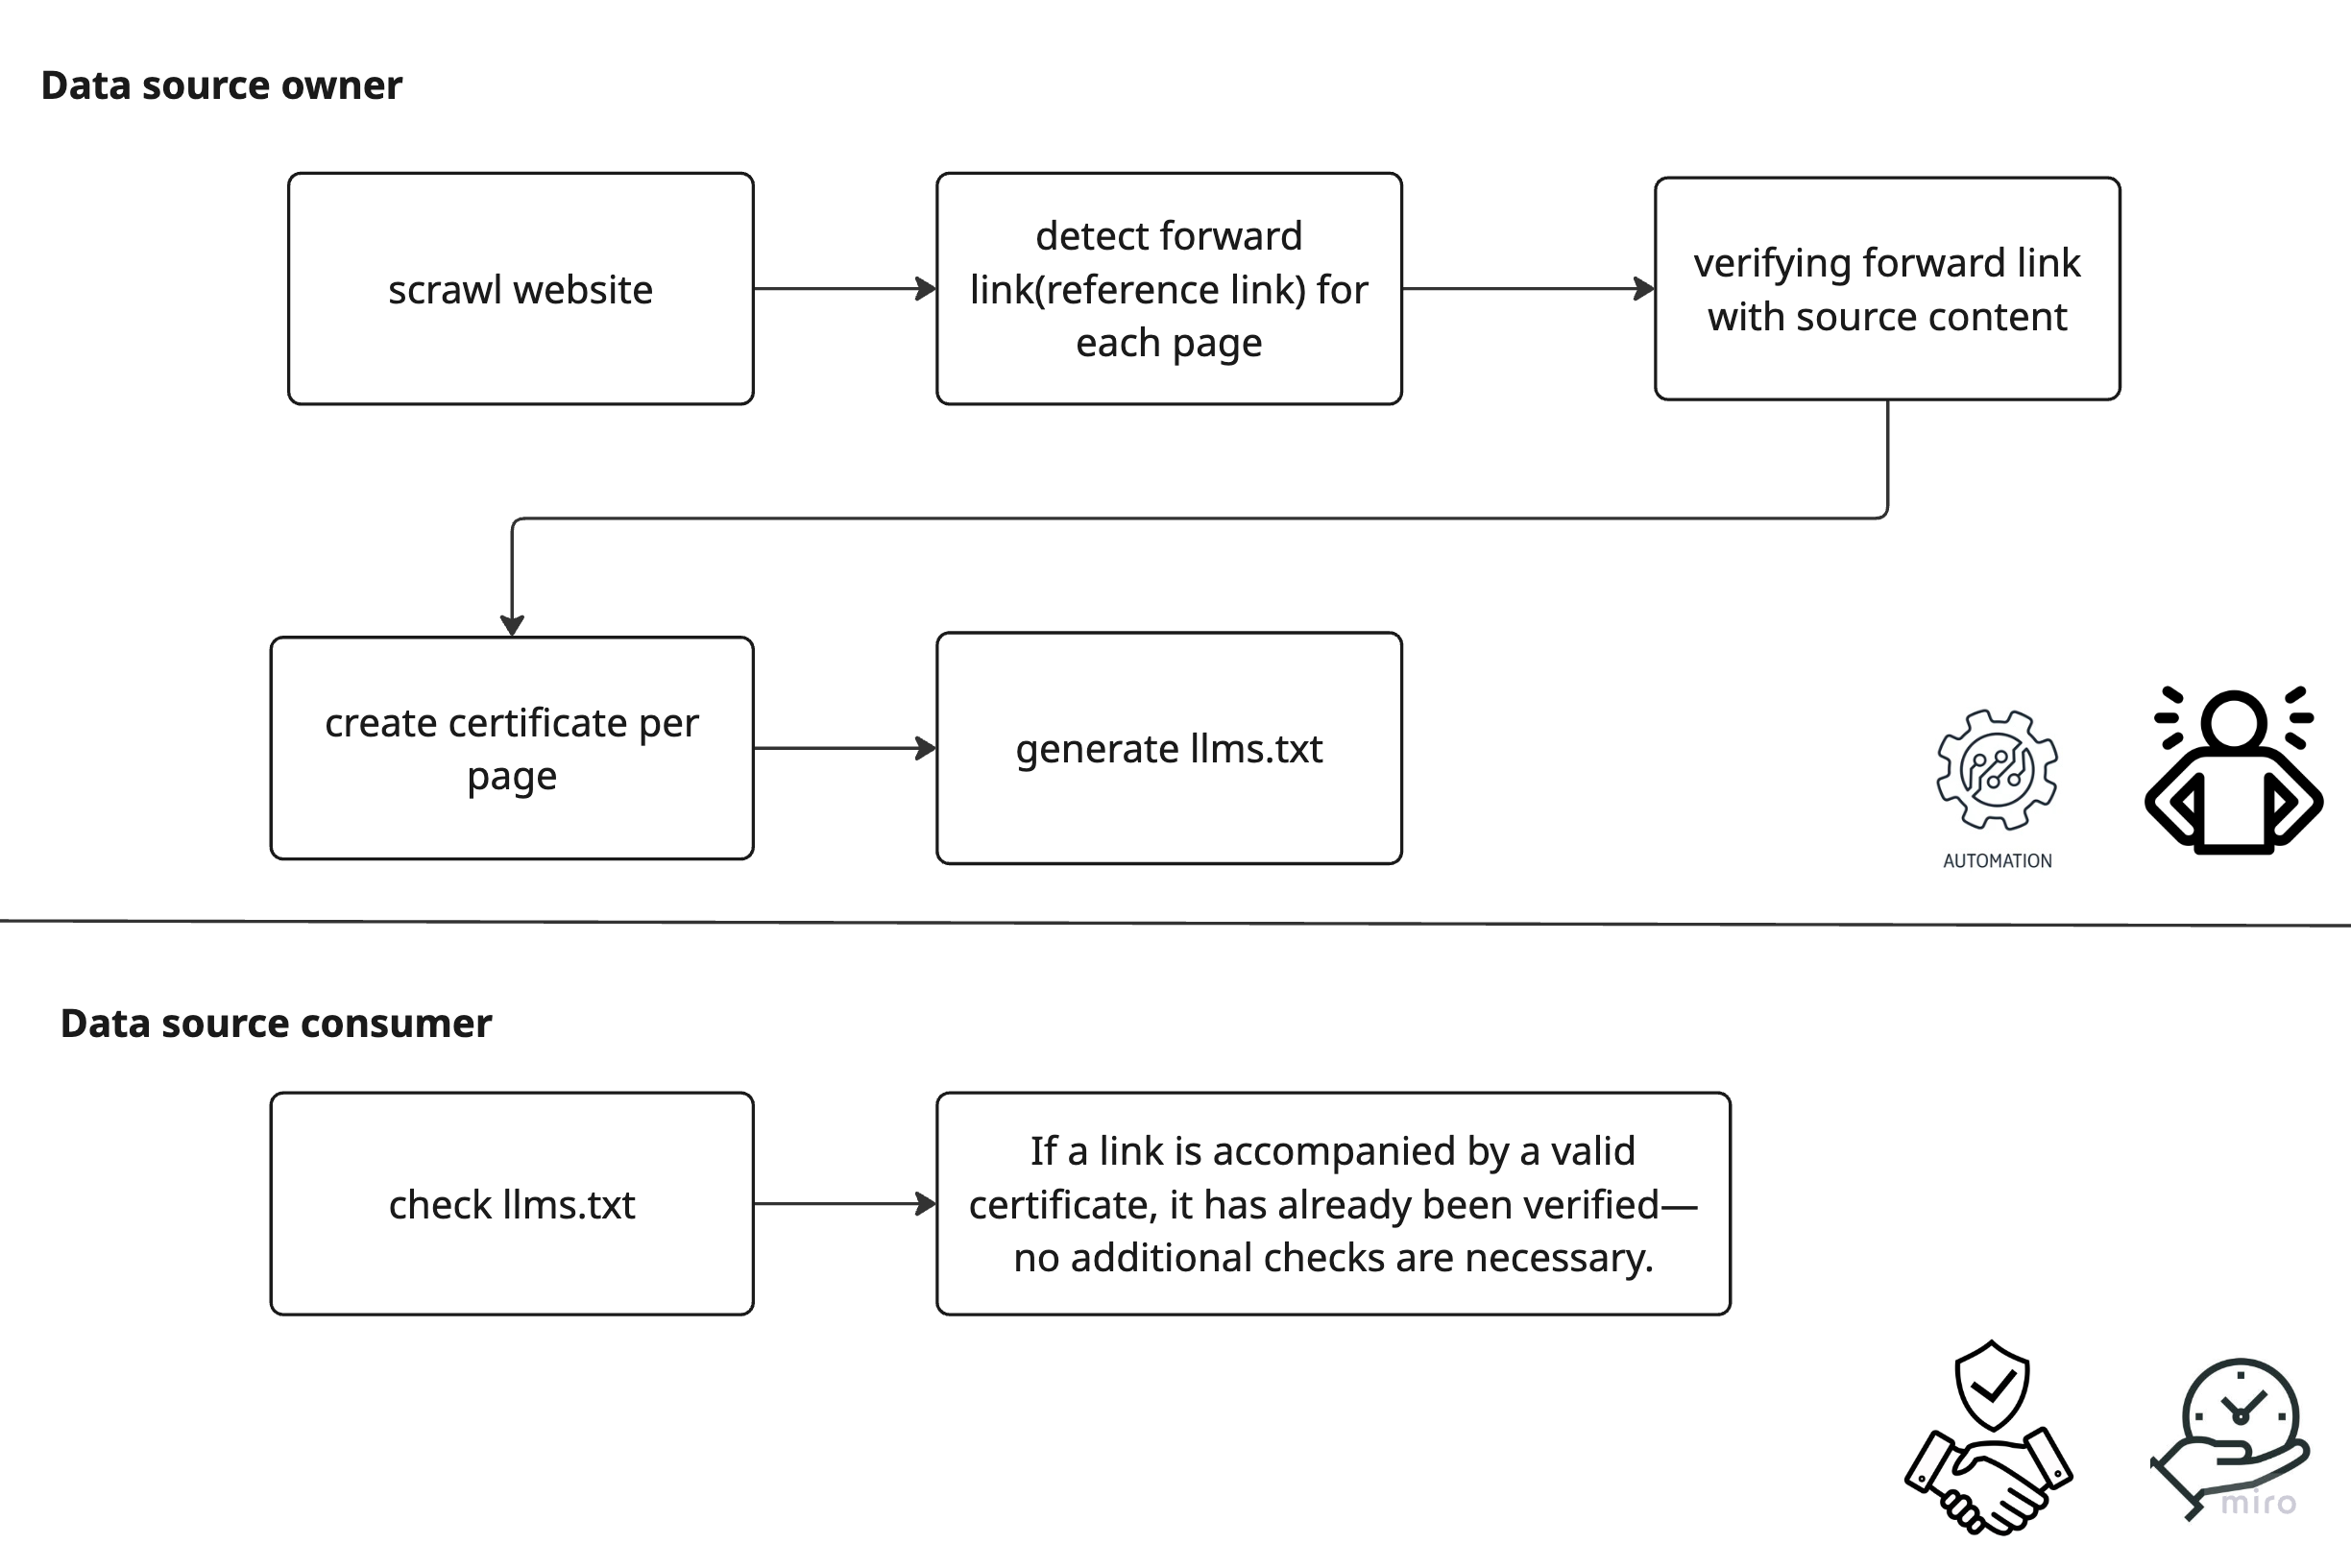 Data source owner
scrawl website
detect forward
link(reference link) for
each page
verifying forward link
with source content
create certificate per
page
generate llms.txt
AUTOMATION
Data source consumer
check llms.txt
If a link is accompanied by a valid
certificate, it has already been verified—
no additional checks are necessary.
miro